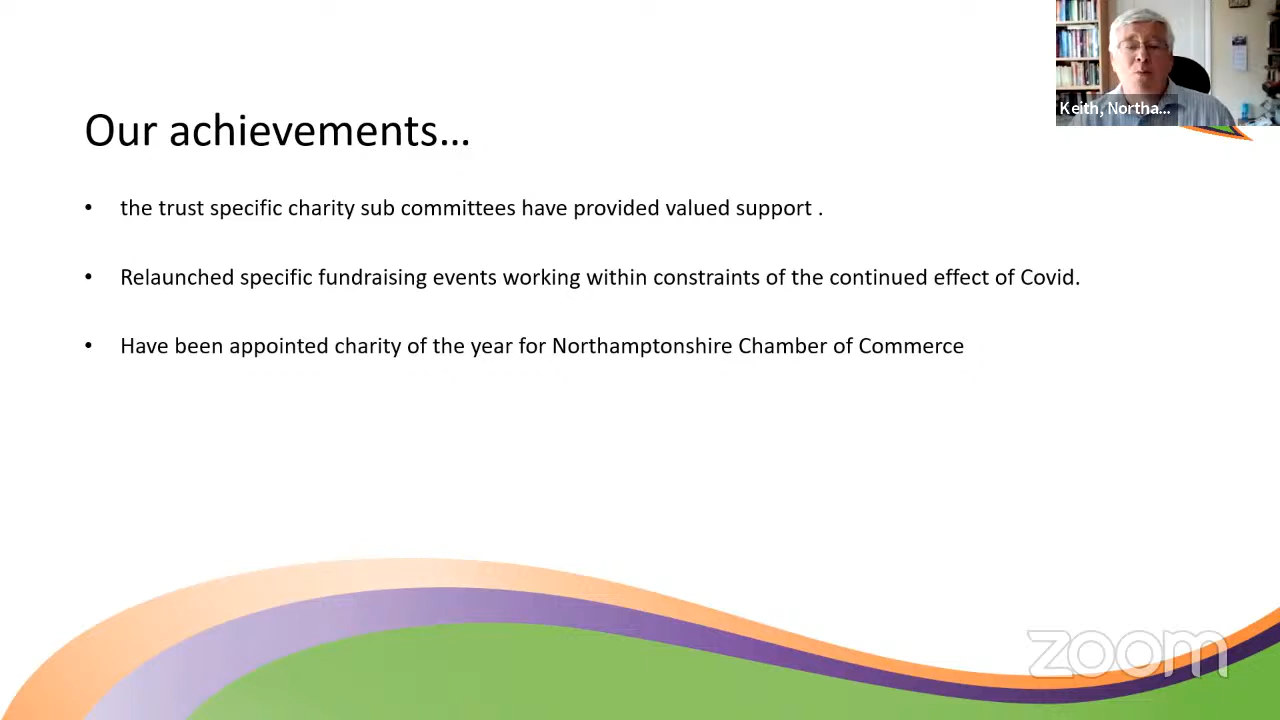 Keith, Northa...
Our achievements...
• the trust specific charity sub committees have provided valued support .
• Relaunched specific fundraising events working within constraints of the continued effect of Covid.
• Have been appointed charity of the year for Northamptonshire Chamber of Commerce
zoom